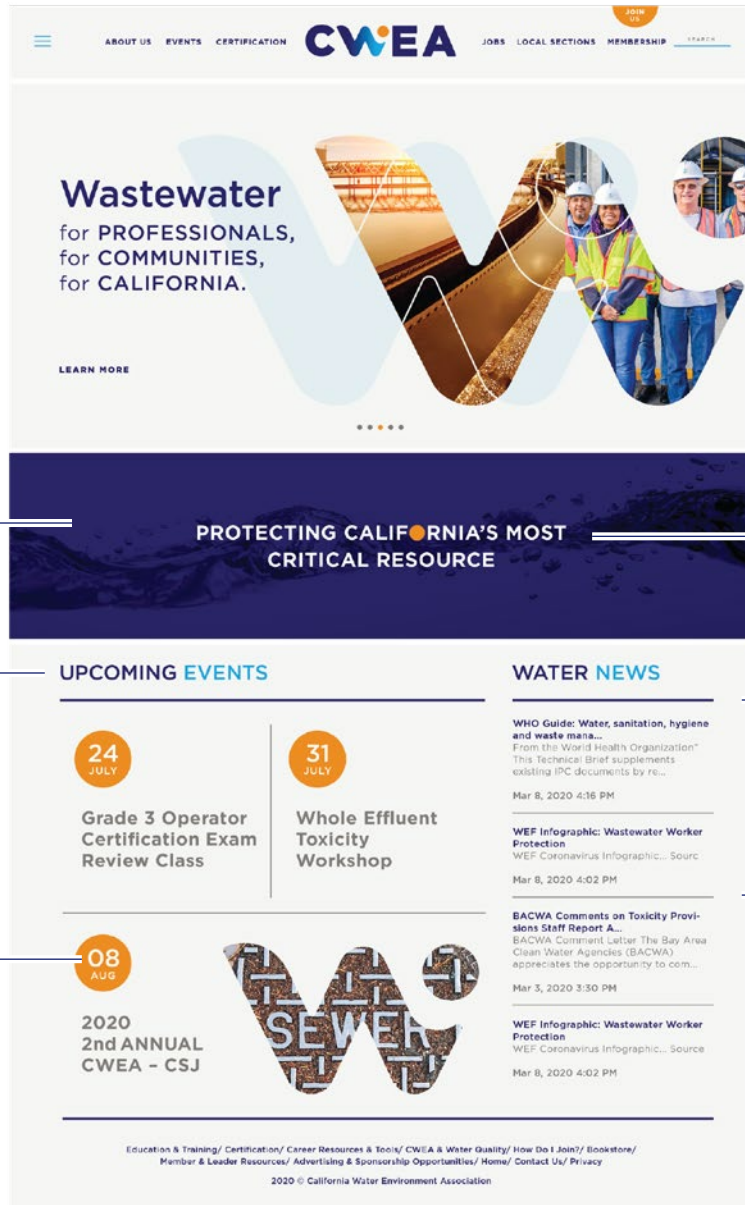 JOIN
US
ABOUT US EVENTS CERTIFICATION CWEA JOBS LOCAL SECTIONS MEMBERSHIP SEARCH
Wastewater
for PROFESSIONALS,
for COMMUNITIES,
for CALIFORNIA.
LEARN MORE
PROTECTING CALIFORNIA'S MOST
CRITICAL RESOURCE
UPCOMING EVENTS
24
JULY
Grade 3 Operator
Certification Exam
Review Class
31
JULY
Whole Effluent
Toxicity
Workshop
08
AUG
2020
2nd ANNUAL
CWEA – CSJ
SEWER
WATER NEWS
WHO Guide: Water, sanitation, hygiene
and waste mana...
From the World Health Organization"
This Technical Brief supplements
existing IPC documents by re...
Mar 8, 2020 4:16 PM
WEF Infographic: Wastewater Worker
Protection
WEF Coronavirus Infographic... Sourc
Mar 8, 2020 4:02 PM
BACWA Comments on Toxicity Provi-
sions Staff Report A...
BACWA Comment Letter The Bay Area
Clean Water Agencies (BACWA)
appreciates the opportunity to com...
Mar 3, 2020 3:30 PM
WEF Infographic: Wastewater Worker
Protection
WEF Coronavirus Infographic... Source
Mar 8, 2020 4:02 PM
Education & Training/ Certification/ Career Resources & Tools/ CWEA & Water Quality/ How Do I Join?/ Bookstore/
Member & Leader Resources/ Advertising & Sponsorship Opportunities/ Home/ Contact Us/ Privacy
2020 © California Water Environment Association